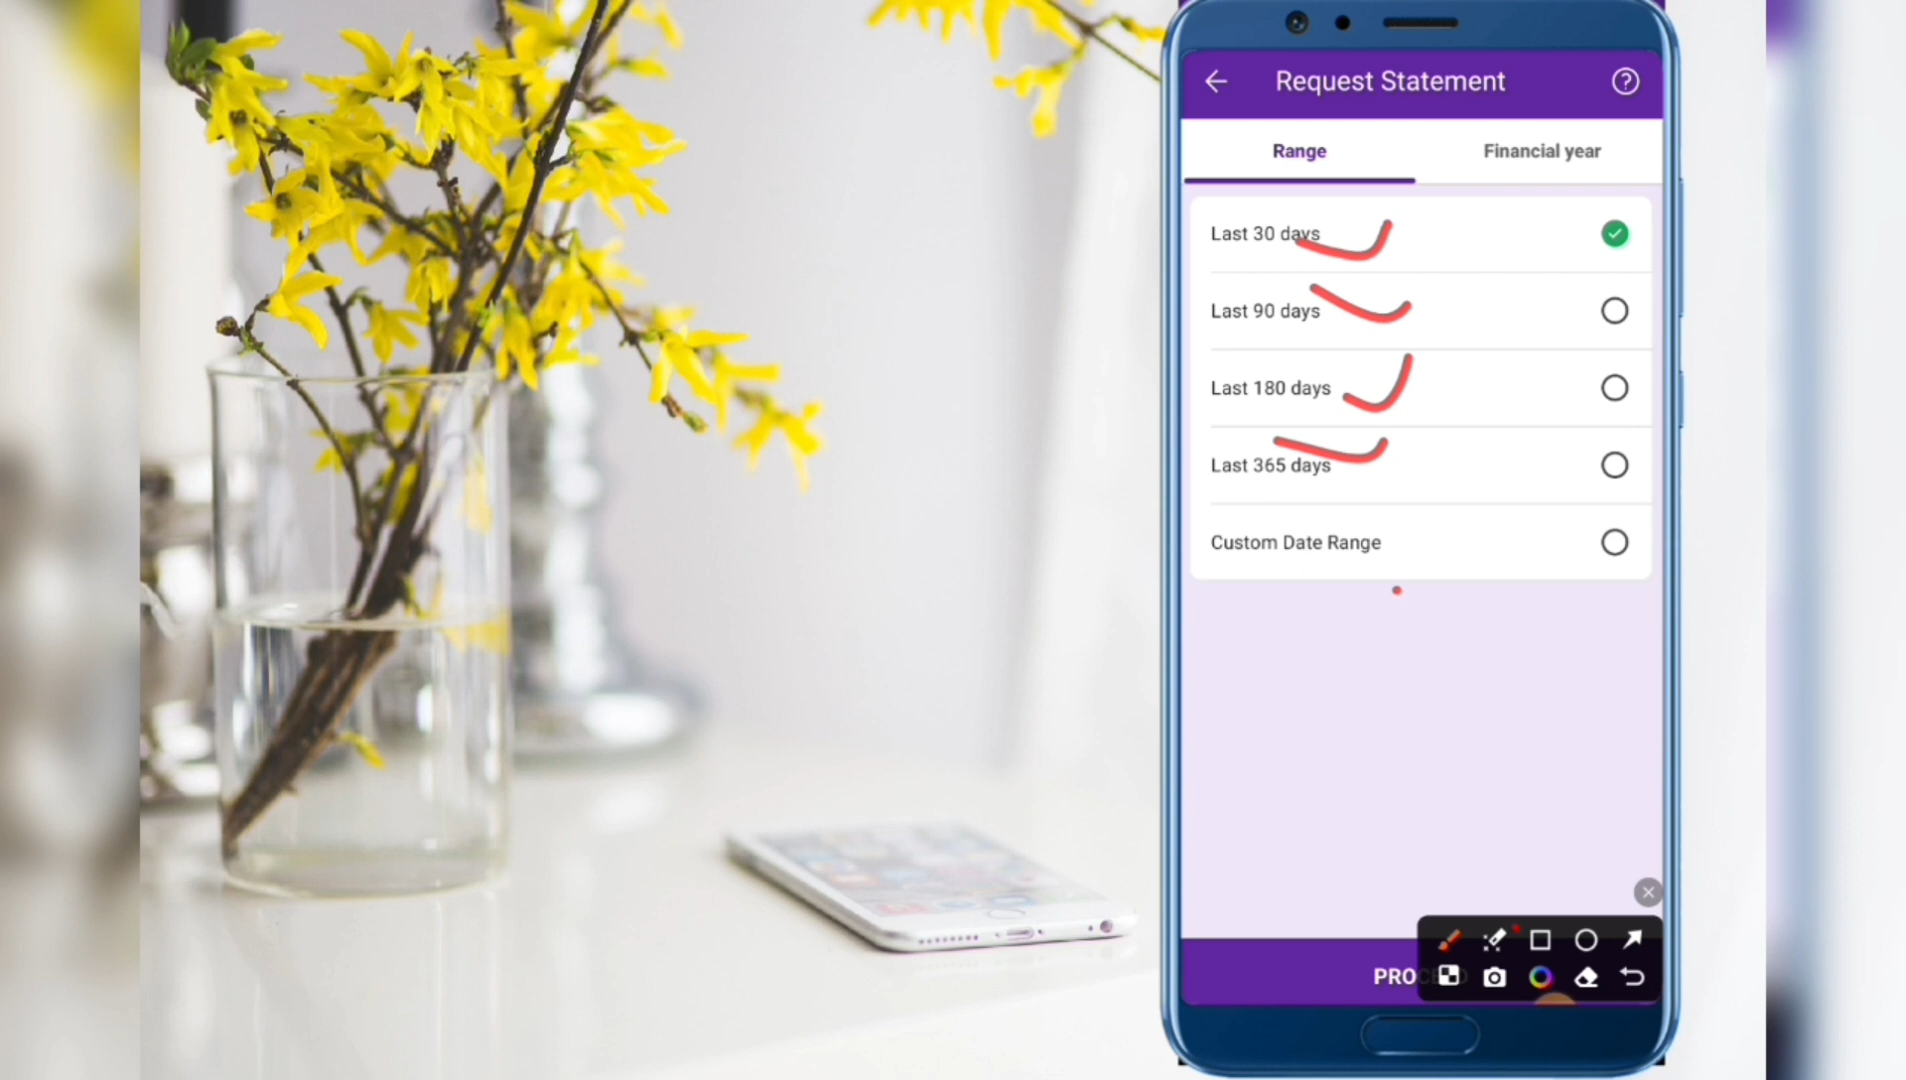 Request Statement
Range
Financial year
Last 30 days
Last 90 days
Last 180 days
Last 365 days
Custom Date Range